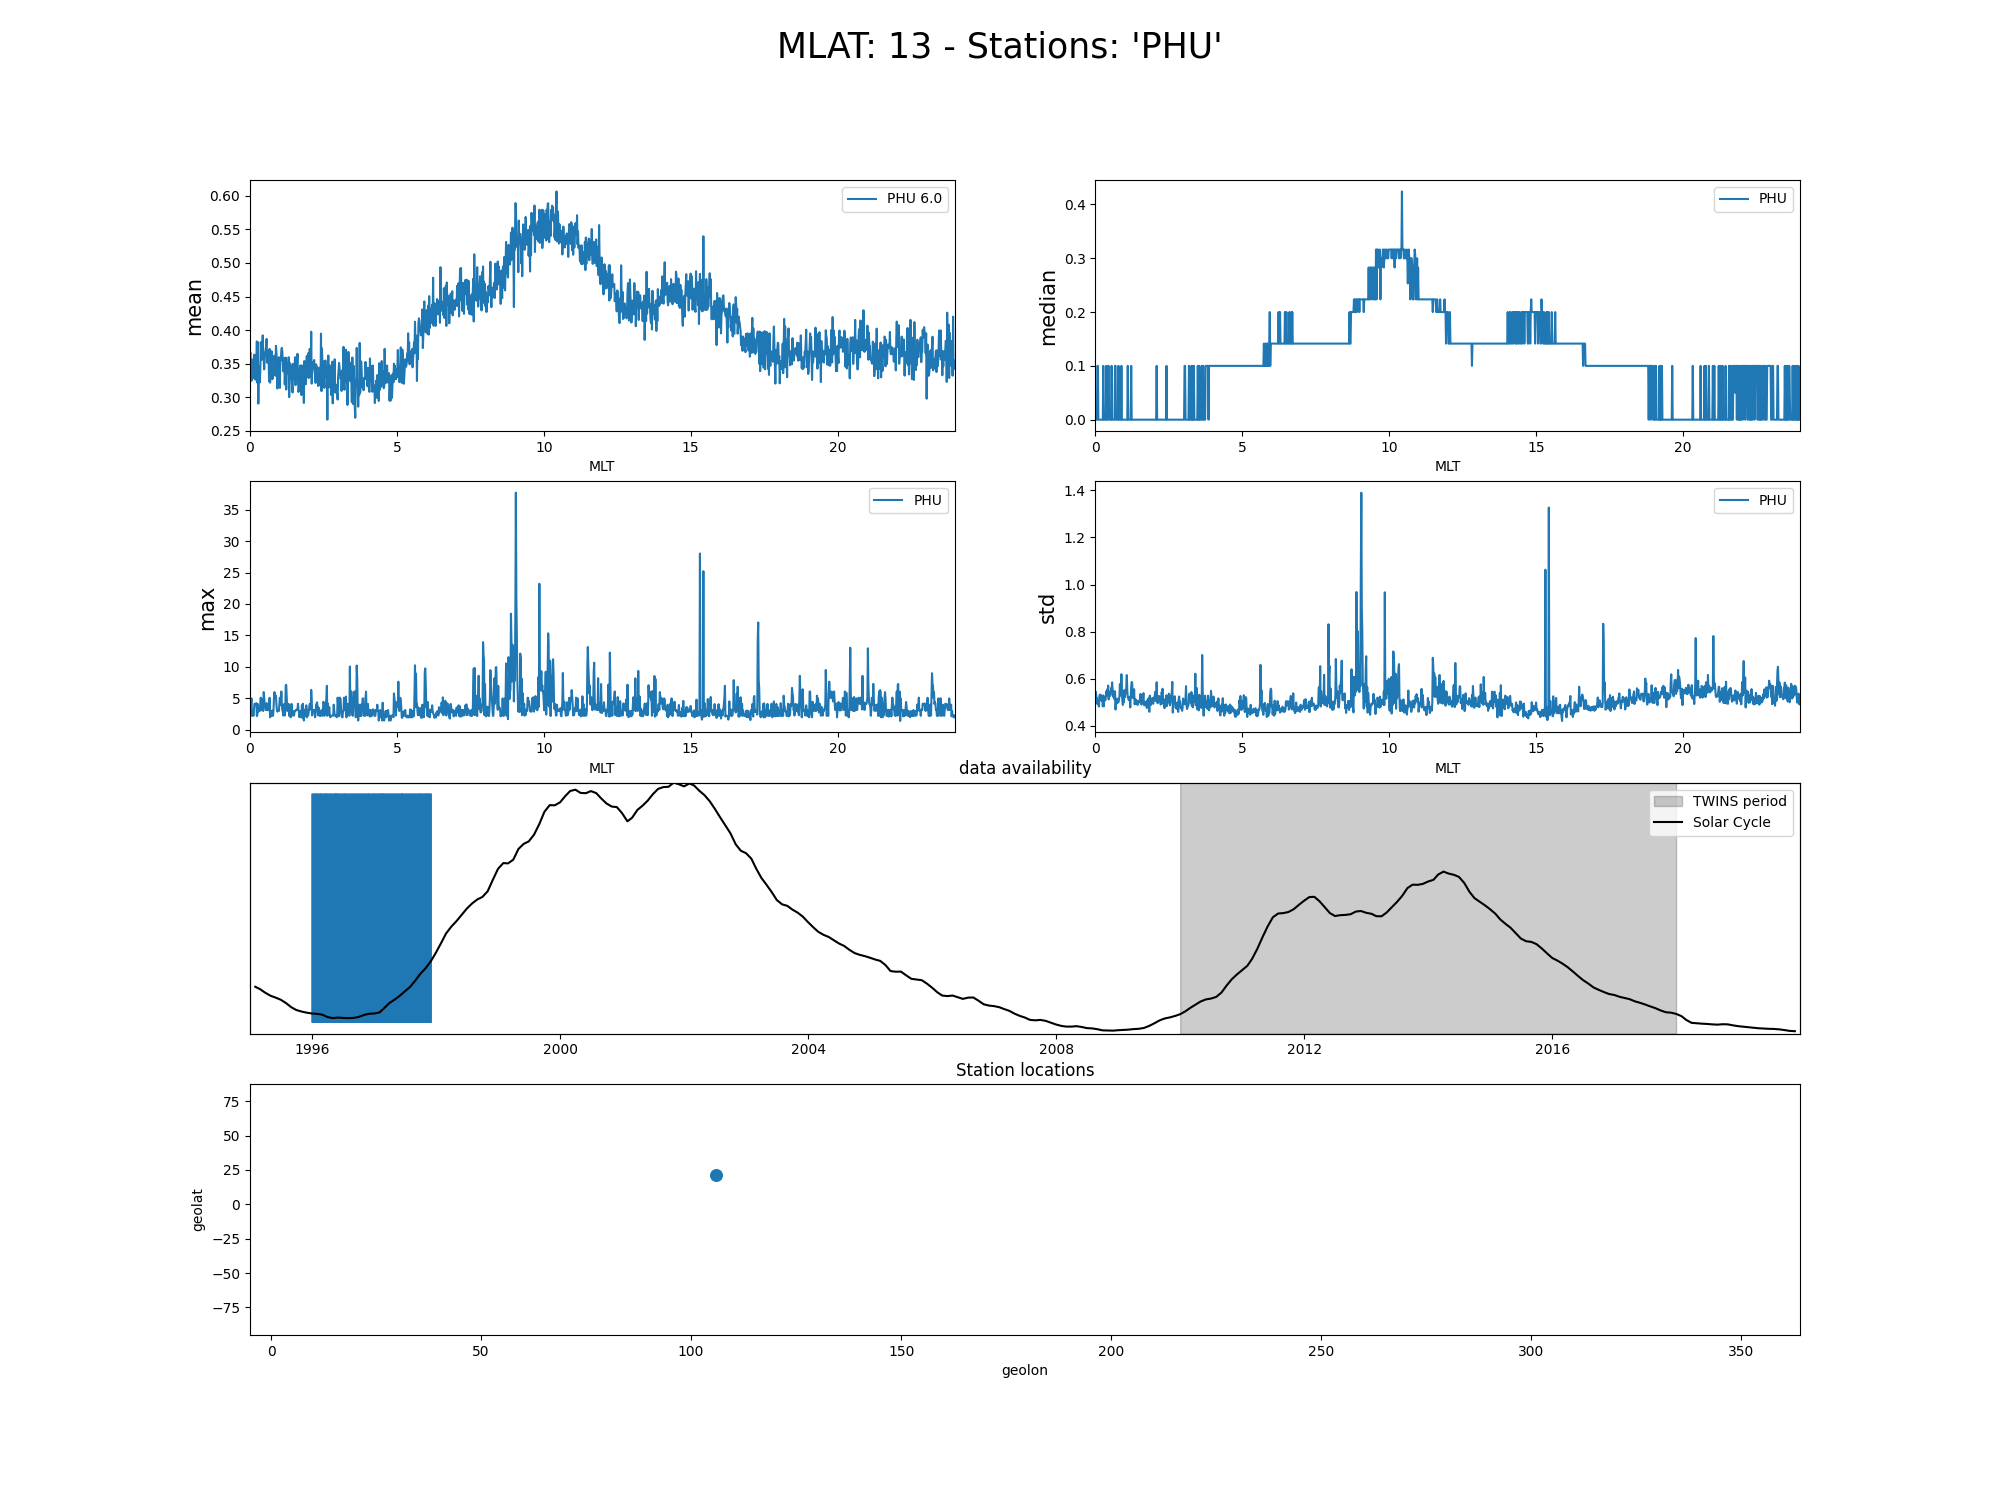 MLAT: 13 - Stations: 'PHU'
mean
0.60
0.55
0.50
0.45
0.40
0.35
0.30
0.25
PHU 6.0
0 5 10 15 20
MLT
median
0.4
0.3
0.2
0.1
0.0
PHU
0 5 10 15 20
MLT
max
35
30
25
20
15
10
5
0
PHU
0 5 10 15 20
MLT
std
1.4
1.2
1.0
0.8
0.6
0.4
PHU
0 5 10 15 20
MLT
data availability
TWINS period
Solar Cycle
1996 2000 2004 2008 2012 2016
Station locations
geolat
75
50
25
0
−25
−50
−75
0 50 100 150 200 250 300 350
geolon